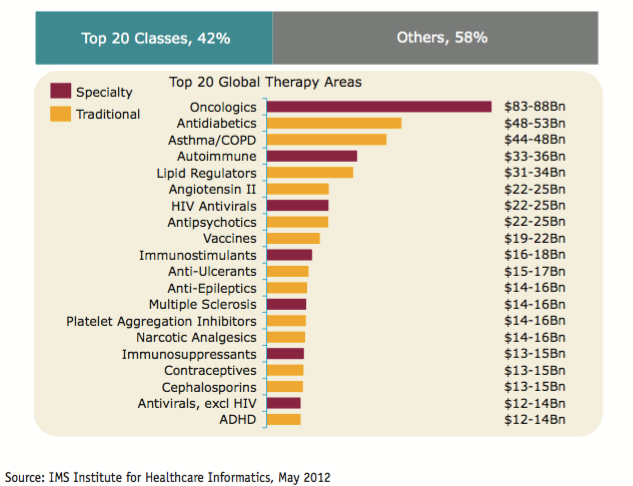 Top 20 Classes, 42%
Others, 58%
Top 20 Global Therapy Areas
Specialty
Traditional
Oncologics $83-88Bn
Antidiabetics $48-53Bn
Asthma/COPD $44-48Bn
Autoimmune $33-36Bn
Lipid Regulators $31-34Bn
Angiotensin II $22-25Bn
HIV Antivirals $22-25Bn
Antipsychotics $22-25Bn
Vaccines $19-22Bn
Immunostimulants $16-18Bn
Anti-Ulcerants $15-17Bn
Anti-Epileptics $14-16Bn
Multiple Sclerosis $14-16Bn
Platelet Aggregation Inhibitors $14-16Bn
Narcotic Analgesics $14-16Bn
Immunosuppressants $13-15Bn
Contraceptives $13-15Bn
Cephalosporins $13-15Bn
Antivirals, excl HIV $12-14Bn
ADHD $12-14Bn
Source: IMS Institute for Healthcare Informatics, May 2012